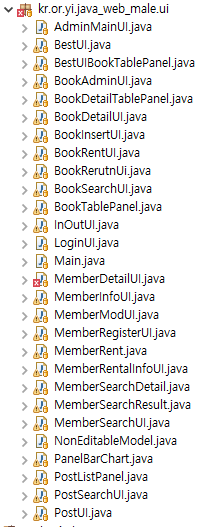 kr.or.yi.java_web_male.ui
AdminMainUI.java
BestUI.java
BestUIBookTablePanel.java
BookAdminUI.java
BookDetailTablePanel.java
BookDetailUI.java
BookInsertUI.java
BookRentUI.java
BookRerutnUI.java
BookSearchUI.java
BookTablePanel.java
InOutUI.java
LoginUI.java
Main.java
MemberDetailUI.java
MemberInfoUI.java
MemberModUI.java
MemberRegisterUI.java
MemberRent.java
MemberRentalInfoUI.java
MemberSearchDetail.java
MemberSearchResult.java
MemberSearchUI.java
NonEditableModel.java
PanelBarChart.java
PostListPanel.java
PostSearchUI.java
PostUI.java